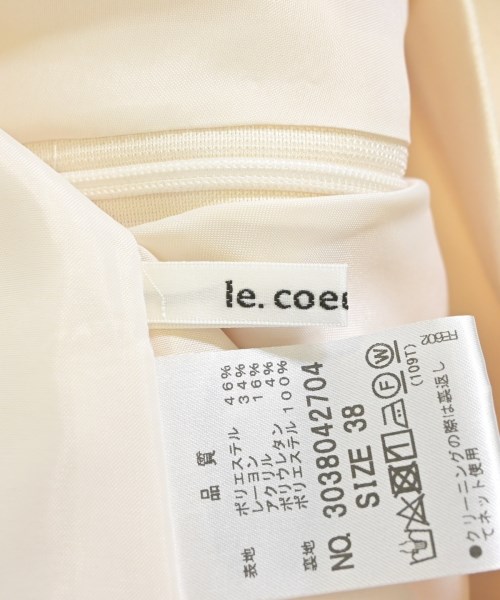 le. coeu
品質
表地 ポリエステル 46%
レーヨン 34%
アクリル 16%
ポリウレタン 4%
裏地 ポリエステル 100%
NO. 3038042704
SIZE 38
(109T)
●クリーニングの際は裏返し
てネット使用